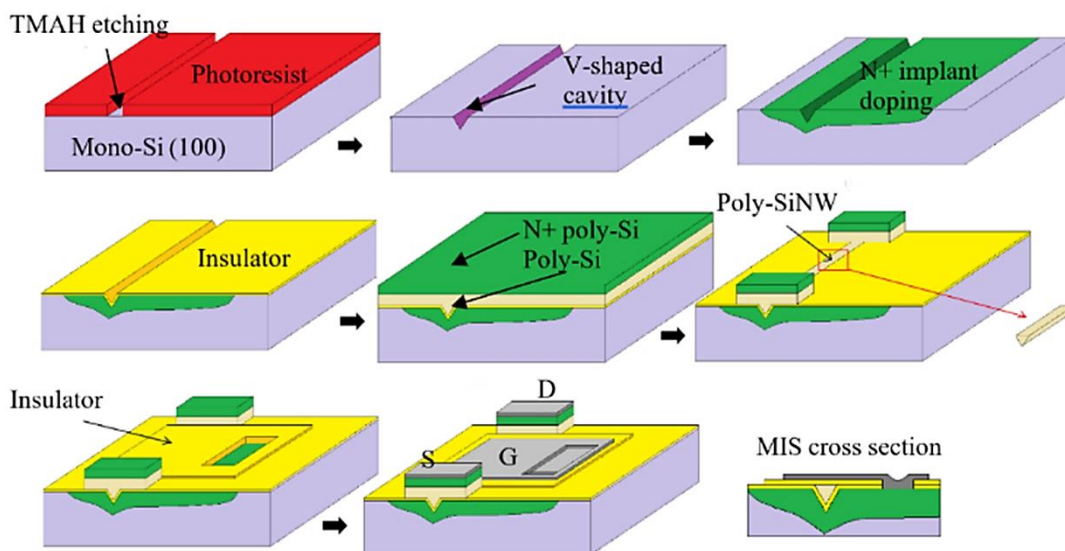 TMAH etching
Photoresist
Mono-Si (100)
V-shaped
cavity
N+ implant
doping
Insulator
N+ poly-Si
Poly-Si
Poly-SiNW
Insulator
S
D
G
MIS cross section